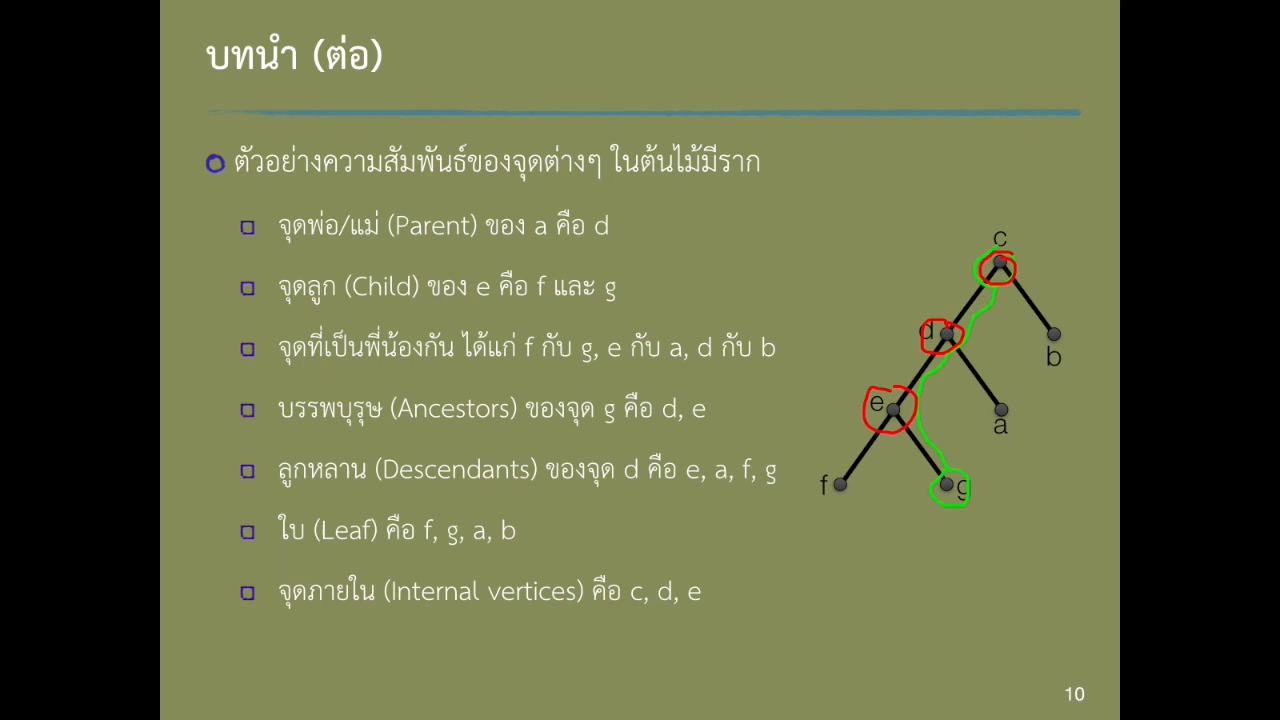 บทนำ (ต่อ)
ตัวอย่างความสัมพันธ์ของจุดต่างๆ ในต้นไม้มีราก
จุดพ่อ/แม่ (Parent) ของ a คือ d
จุดลูก (Child) ของ e คือ f และ g
จุดที่เป็นพี่น้องกัน ได้แก่ f กับ g, e กับ a, d กับ b
บรรพบุรุษ (Ancestors) ของจุด g คือ d, e
ลูกหลาน (Descendants) ของจุด d คือ e, a, f, g
ใบ (Leaf) คือ f, g, a, b
จุดภายใน (Internal vertices) คือ c, d, e
c
d
b
e
a
f
g
10